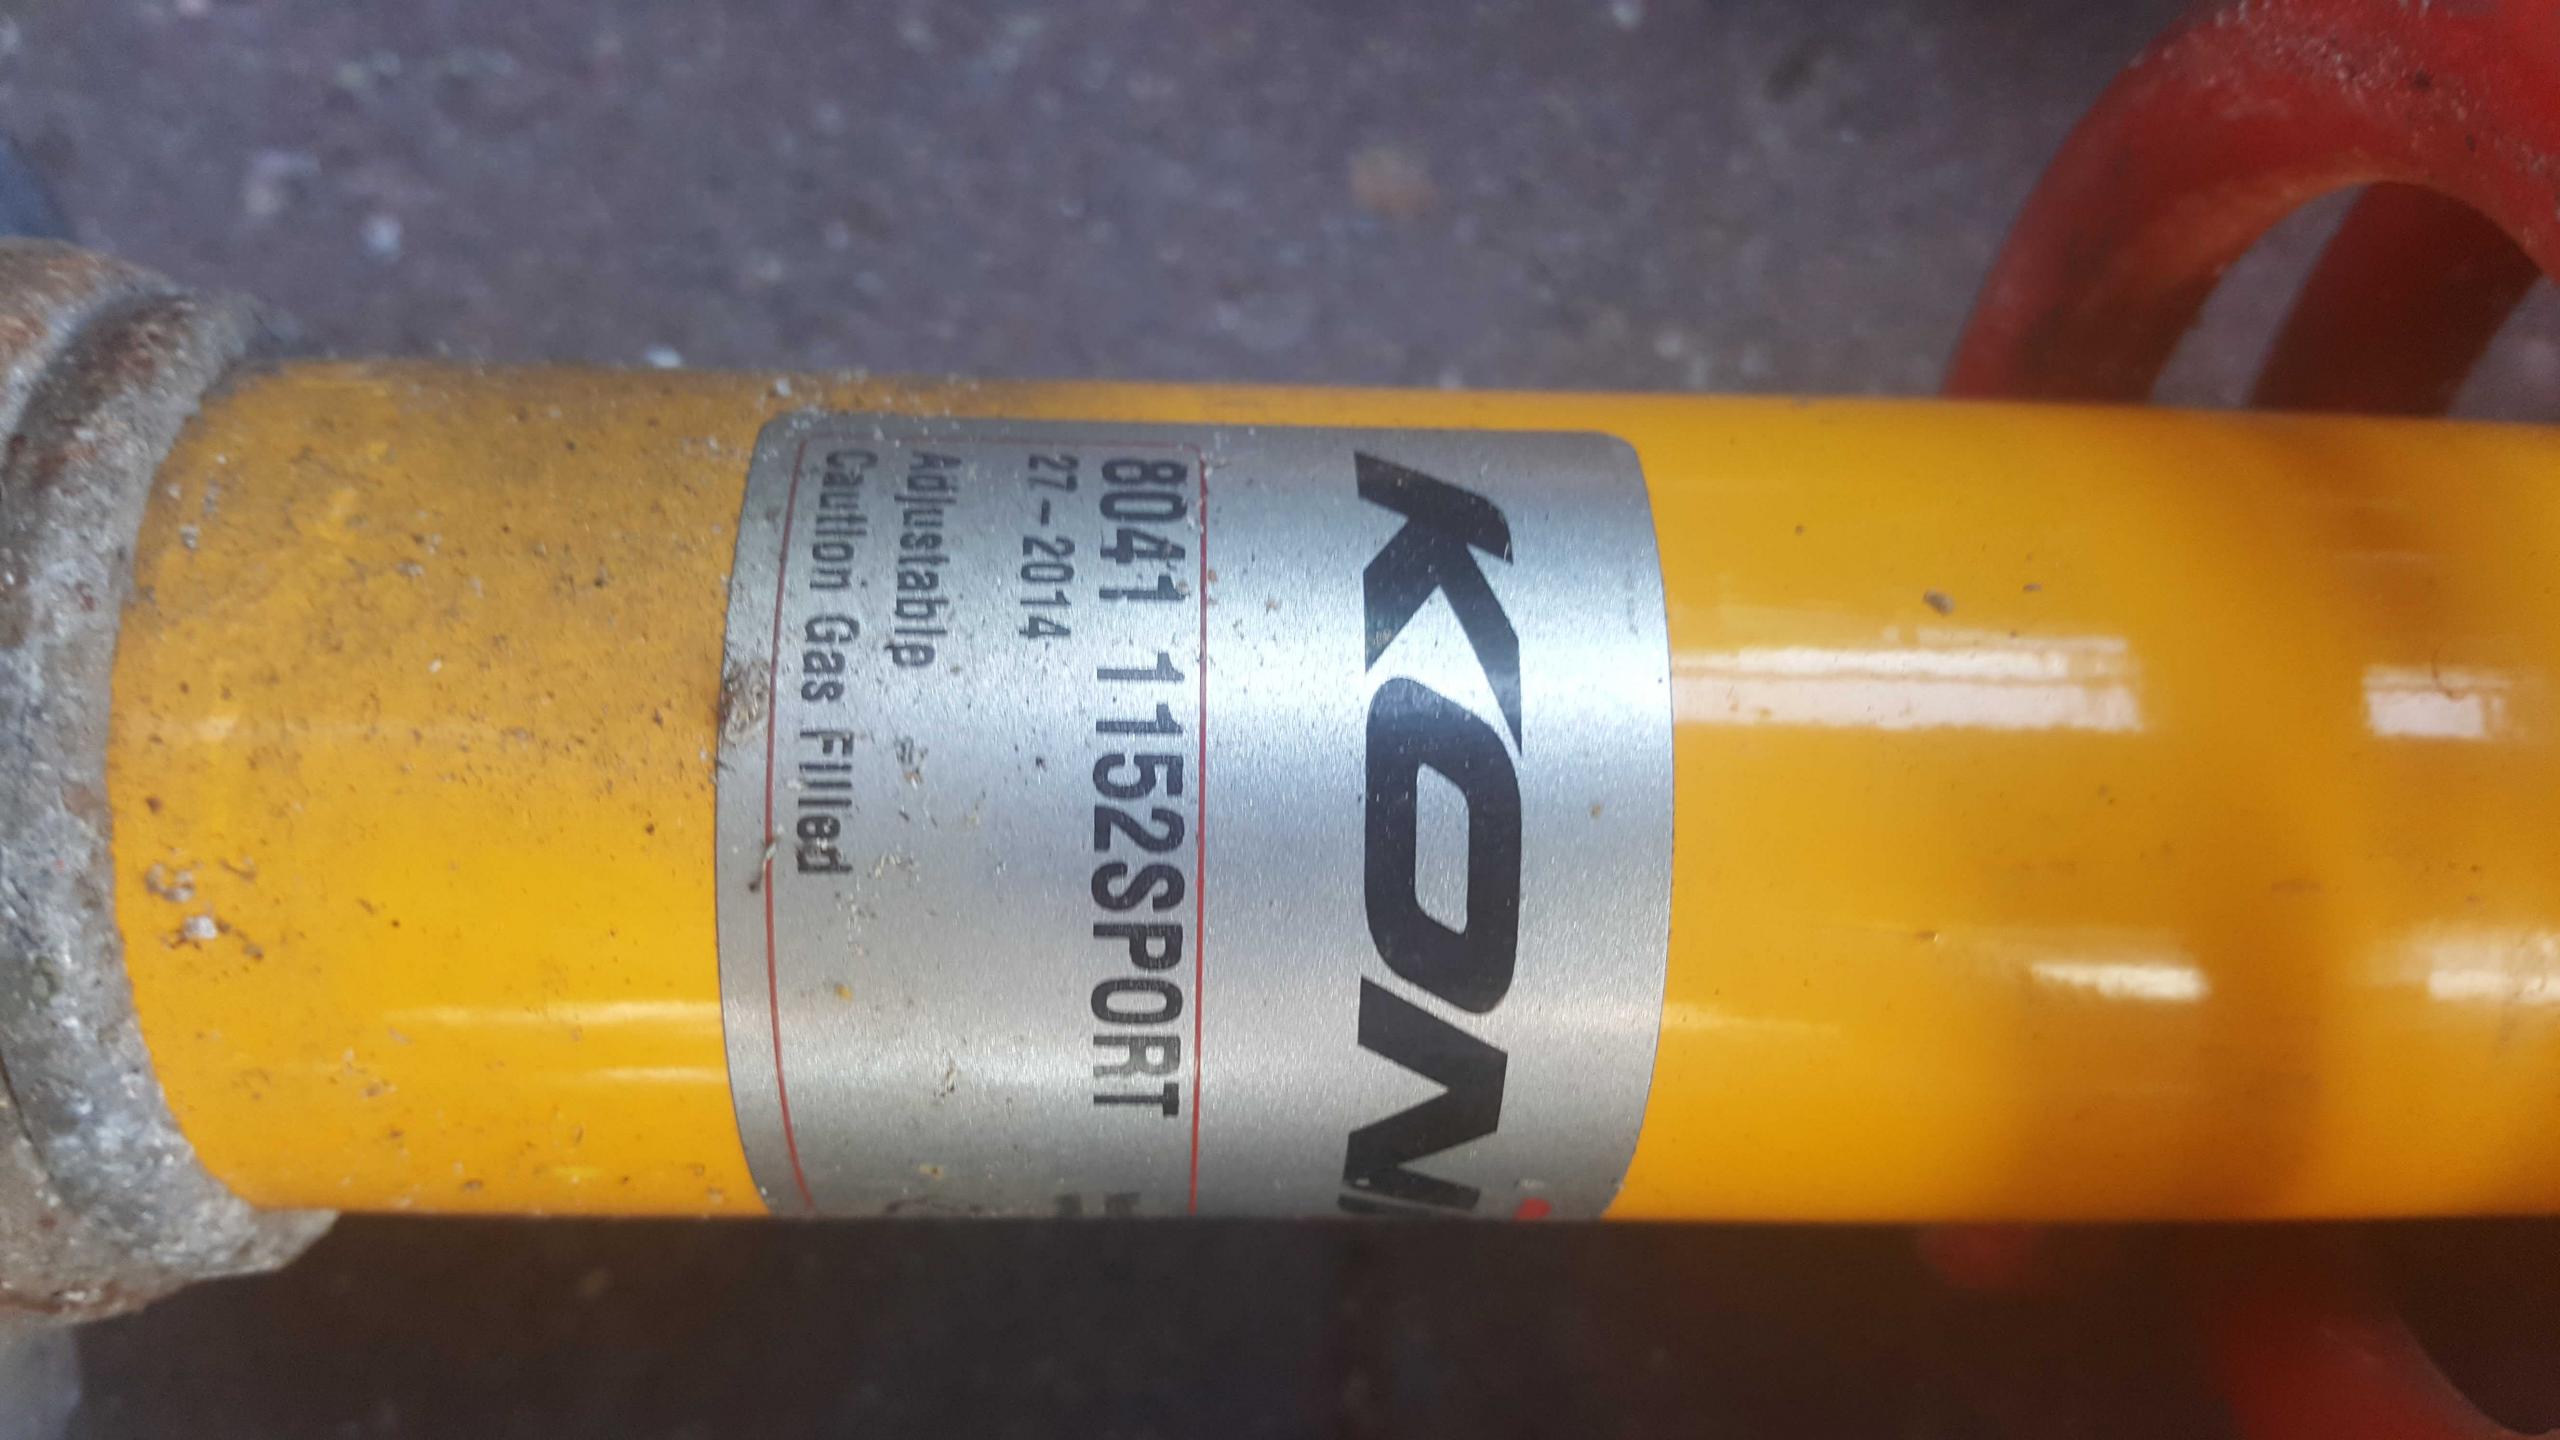 KONI
8041 1152SPORT
27-2014
Adjustable
Caution Gas Filled